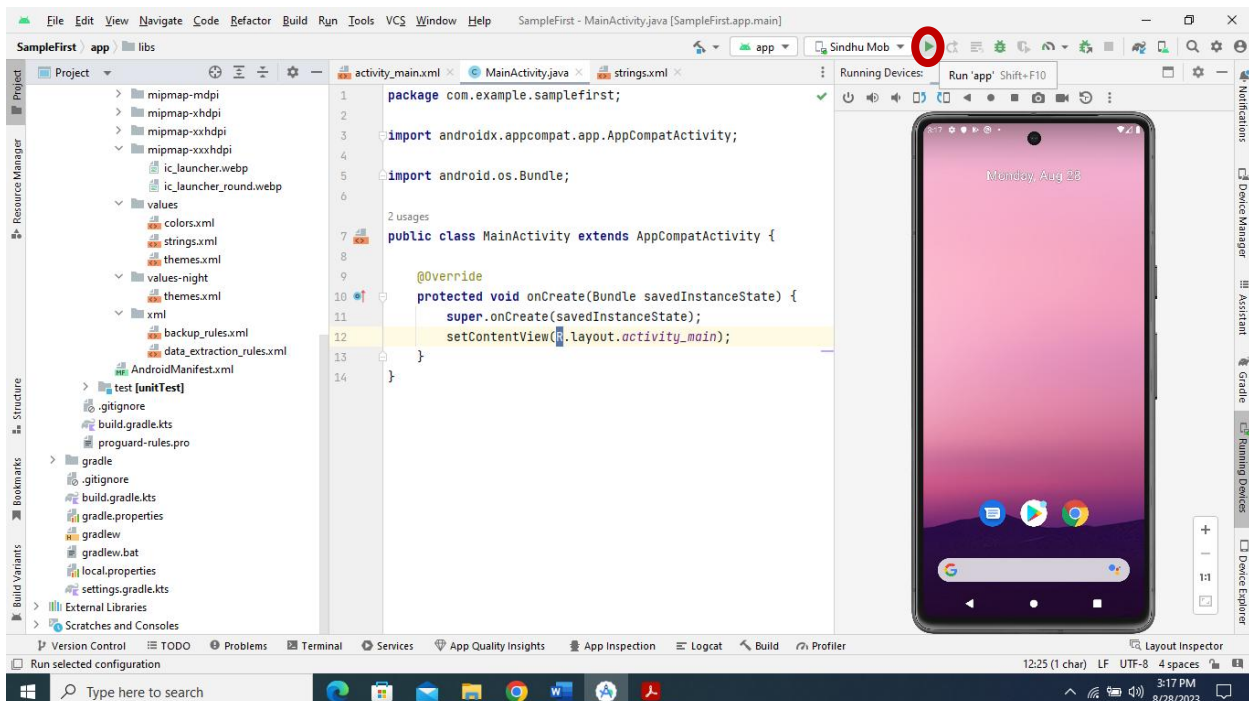 File Edit View Navigate Code Refactor Build Run Tools VCS Window Help SampleFirst - MainActivity.java [SampleFirst.app.main]
SampleFirst app libs
app
Sindhu Mob
Project
activity_main.xml
MainActivity.java
strings.xml
Running Devices:
Run 'app' Shift+F10
mipmap-mdpi
mipmap-xhdpi
mipmap-xxhdpi
mipmap-xxxhdpi
ic_launcher.webp
ic_launcher_round.webp
values
colors.xml
strings.xml
themes.xml
values-night
themes.xml
xml
backup_rules.xml
data_extraction_rules.xml
AndroidManifest.xml
test [unitTest]
.gitignore
build.gradle.kts
proguard-rules.pro
gradle
.gitignore
build.gradle.kts
gradle.properties
gradlew
gradlew.bat
local.properties
settings.gradle.kts
External Libraries
Scratches and Consoles
1 package com.example.samplefirst;
2
3 import androidx.appcompat.app.AppCompatActivity;
4
5 import android.os.Bundle;
6
2 usages
7 public class MainActivity extends AppCompatActivity {
8
9 @Override
10 protected void onCreate(Bundle savedInstanceState) {
11 super.onCreate(savedInstanceState);
12 setContentView(R.layout.activity_main);
13 }
14 }
8:17
Monday, Aug 28
G
1:1
Project
Resource Manager
Structure
Bookmarks
Build Variants
Notifications
Device Manager
Assistant
Gradle
Running Devices
Device Explorer
Version Control TODO Problems Terminal Services App Quality Insights App Inspection Logcat Build Profiler Layout Inspector
Run selected configuration 12:25 (1 char) LF UTF-8 4 spaces
Type here to search
3:17 PM
8/28/2023